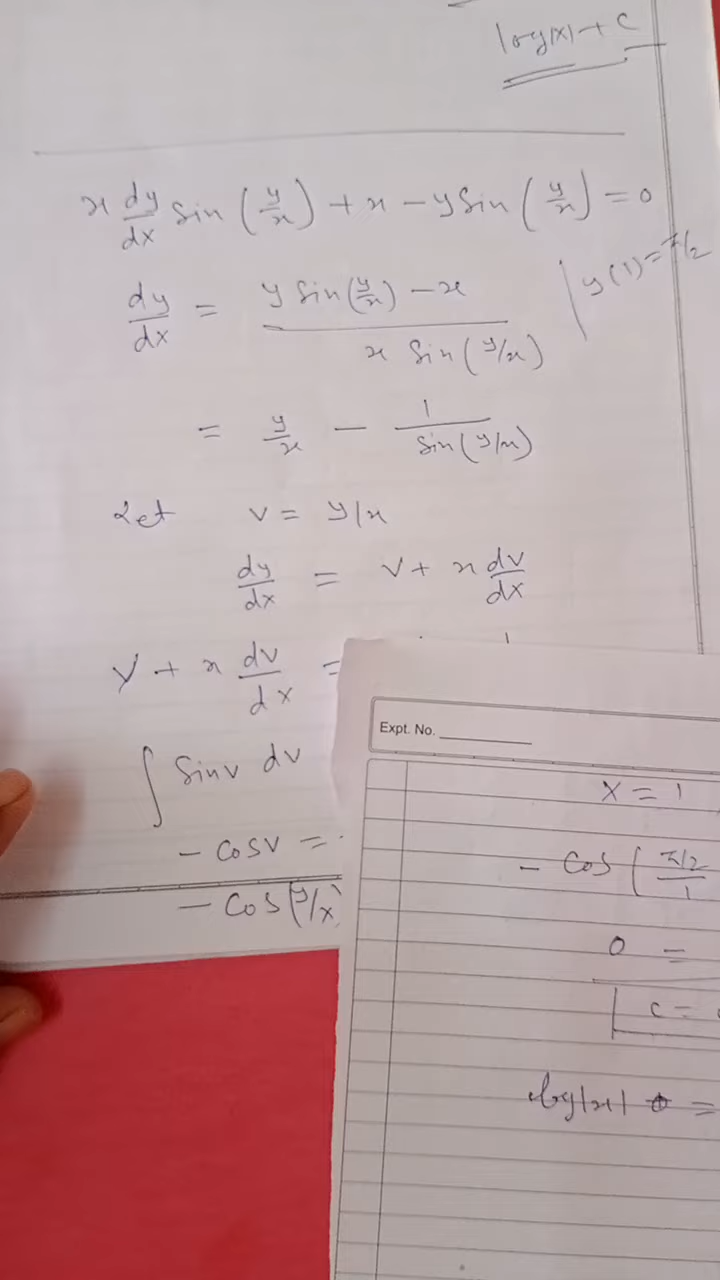 log|x| + c
x dy/dx sin (y/x) + x - y sin (y/x) = 0
dy/dx = y sin(y/x) - x / x sin(y/x) | y(1) = π/2
= y/x - 1/sin(y/x)
Let v = y/x
dy/dx = v + x dv/dx
v + x dv/dx =
∫ sinv dv
- cosv =
- cos(y/x)
Expt. No.
x = 1
- cos (π/2 / 1
0 =
c =
log|x| =